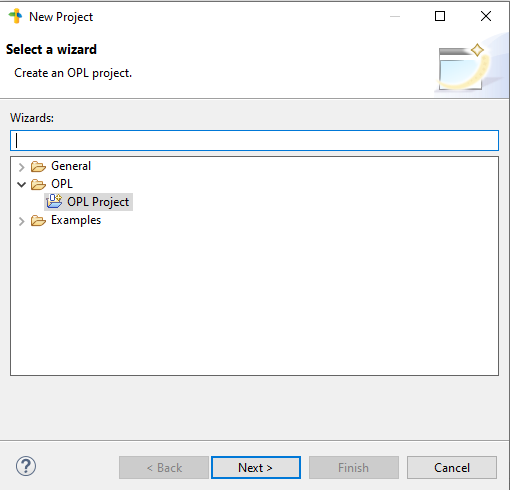 New Project
Select a wizard
Create an OPL project.
Wizards:
General
OPL
OPL Project
Examples
? < Back Next > Finish Cancel